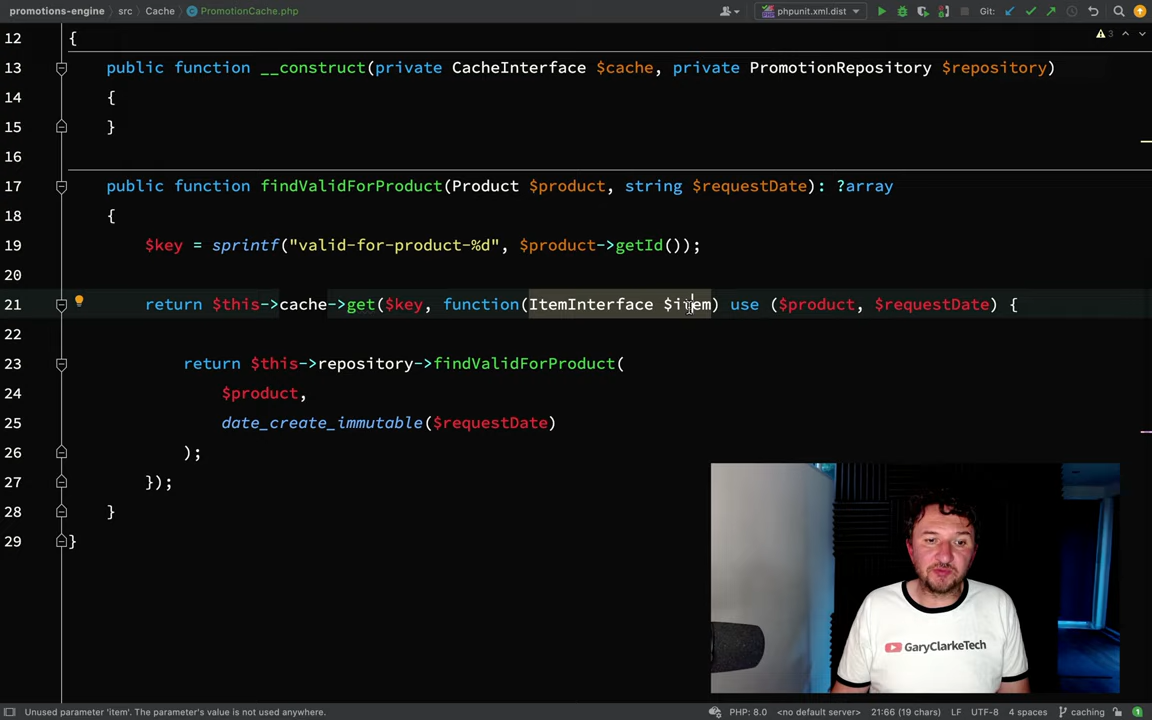 promotions-engine › src › Cache › PromotionCache.php phpunit.xml.dist Git:
3
12 {
13 public function __construct(private CacheInterface $cache, private PromotionRepository $repository)
14 {
15 }
16
17 public function findValidForProduct(Product $product, string $requestDate): ?array
18 {
19 $key = sprintf("valid-for-product-%d", $product->getId());
20
21 return $this->cache->get($key, function(ItemInterface $item) use ($product, $requestDate) {
22
23 return $this->repository->findValidForProduct(
24 $product,
25 date_create_immutable($requestDate)
26 );
27 });
28 }
29 }
GaryClarkeTech
Unused parameter 'item'. The parameter's value is not used anywhere. PHP: 8.0 <no default server> 21:66 (19 chars) LF UTF-8 4 spaces caching 1